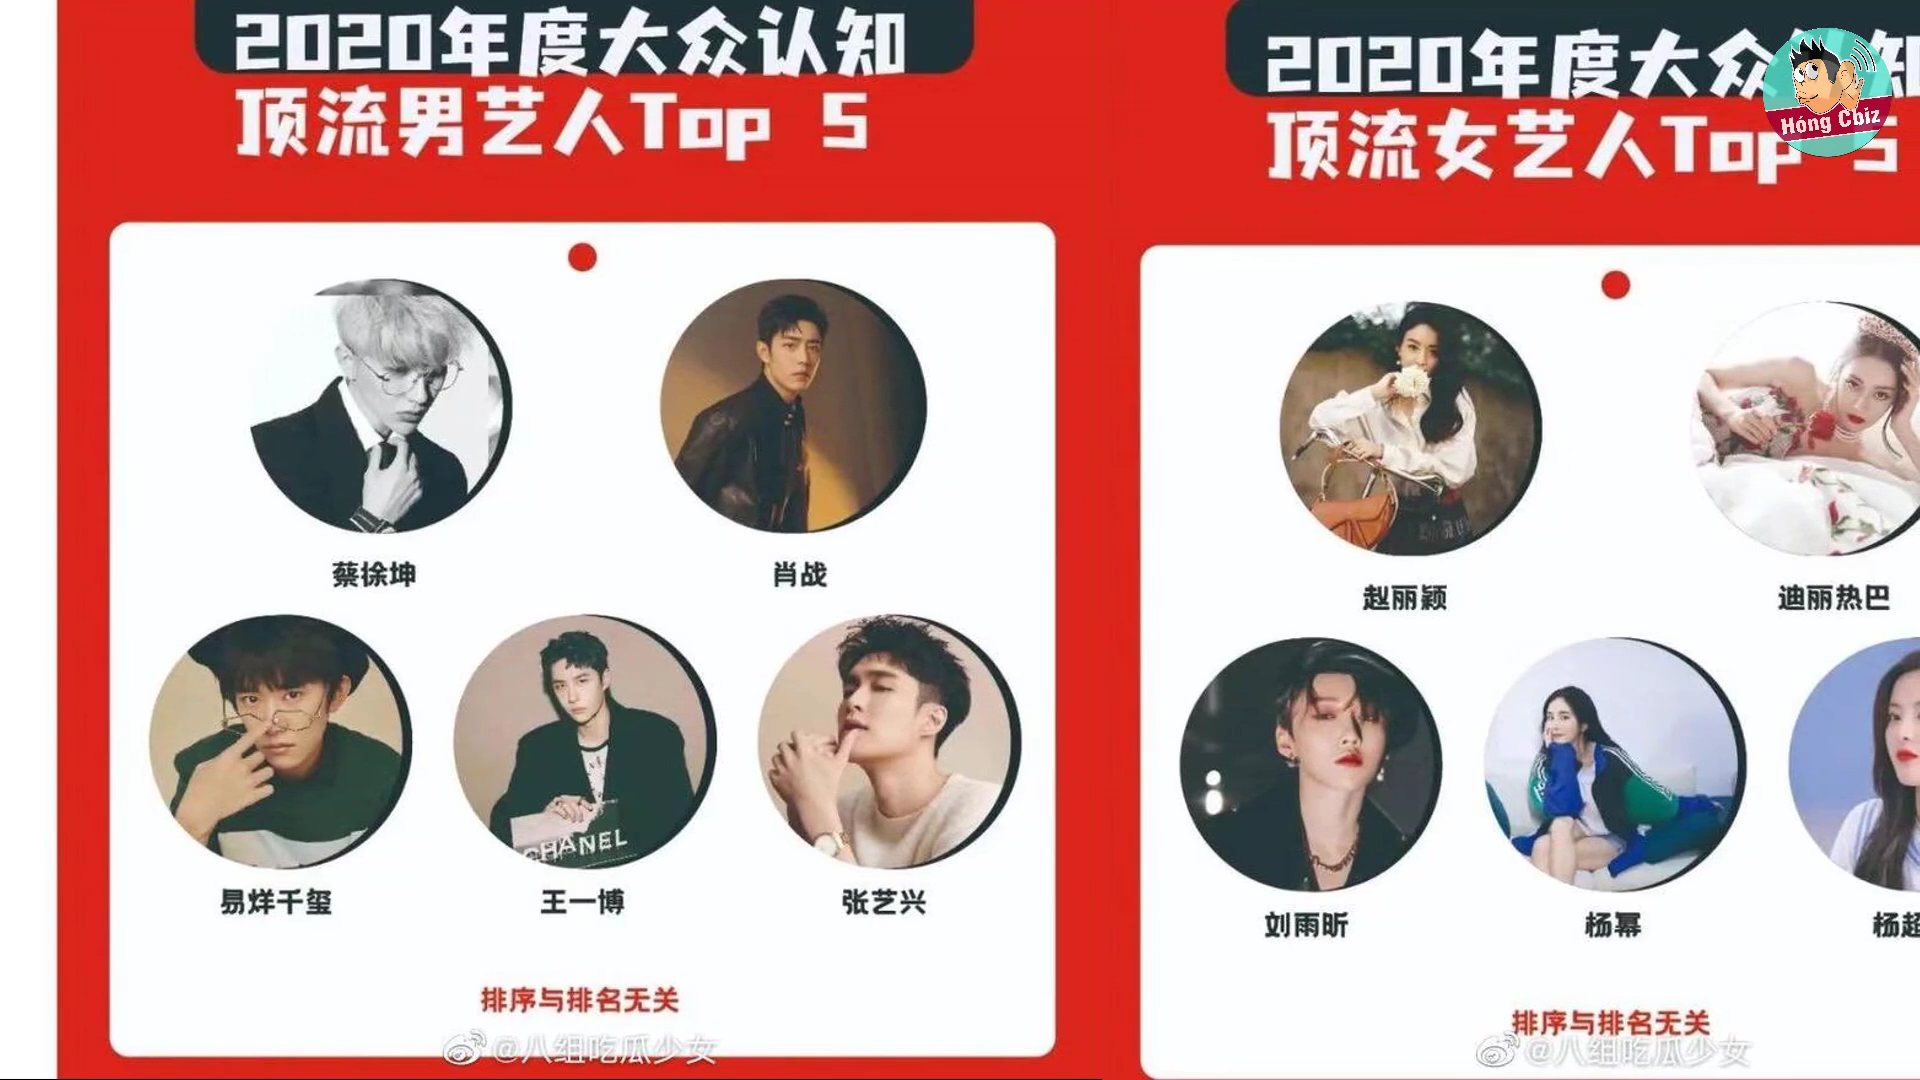 2020年度大众认知
顶流男艺人Top 5
蔡徐坤
肖战
易烊千玺
王一博
张艺兴
CHANEL
排序与排名无关
@八组吃瓜少女
2020年度大众 知
顶流女艺人Top 5
Hóng Cbiz
赵丽颖
迪丽热巴
刘雨昕
杨幂
杨超
排序与排名无关
@八组吃瓜少女